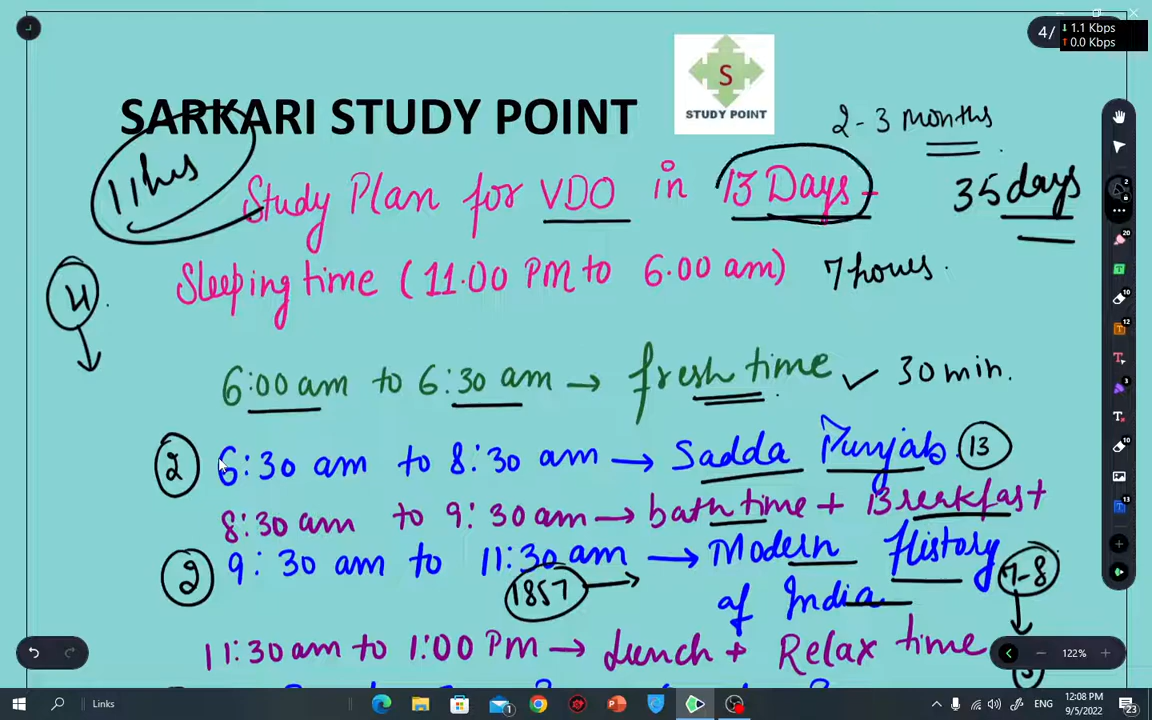 4/
↓ 1.1 Kbps
↑ 0.0 Kbps
S
STUDY POINT
SARKARI STUDY POINT
2-3 months
11hrs
Study Plan for VDO in 13 Days -
35 days
Sleeping time (11.00 PM to 6.00 am) 7 hours.
4
6:00 am to 6:30 am → fresh time ✓ 30 min.
2 6:30 am to 8:30 am → Sadda Punjab. 13
8:30 am to 9:30 am → bath time + Breakfast
2 9:30 am to 11:30 am → Modern History
7-8
1857 → of India
11:30 am to 1:00 PM → Lunch + Relax time
122%
Links
ENG
12:08 PM
9/5/2022
23